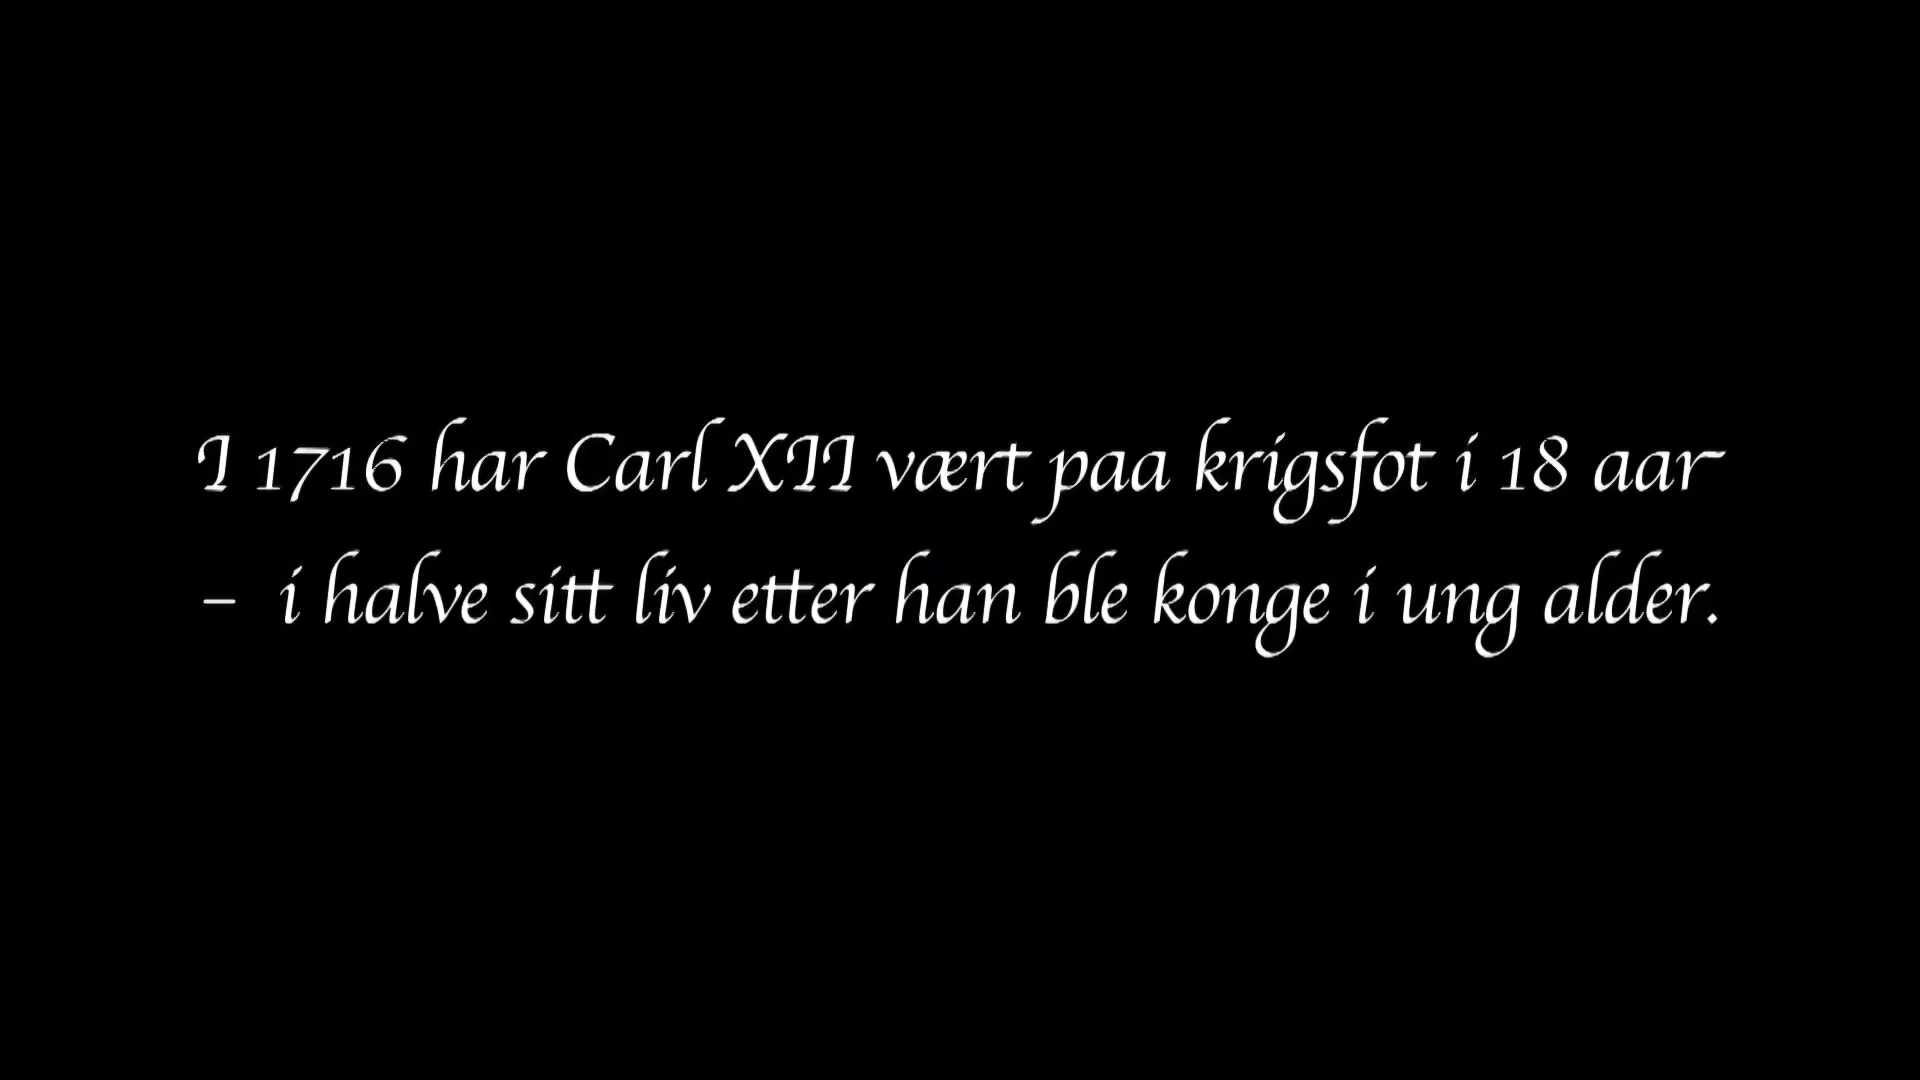 I 1716 har Carl XII vært paa krigsfot i 18 aar
– i halve sitt liv etter han ble konge i ung alder.